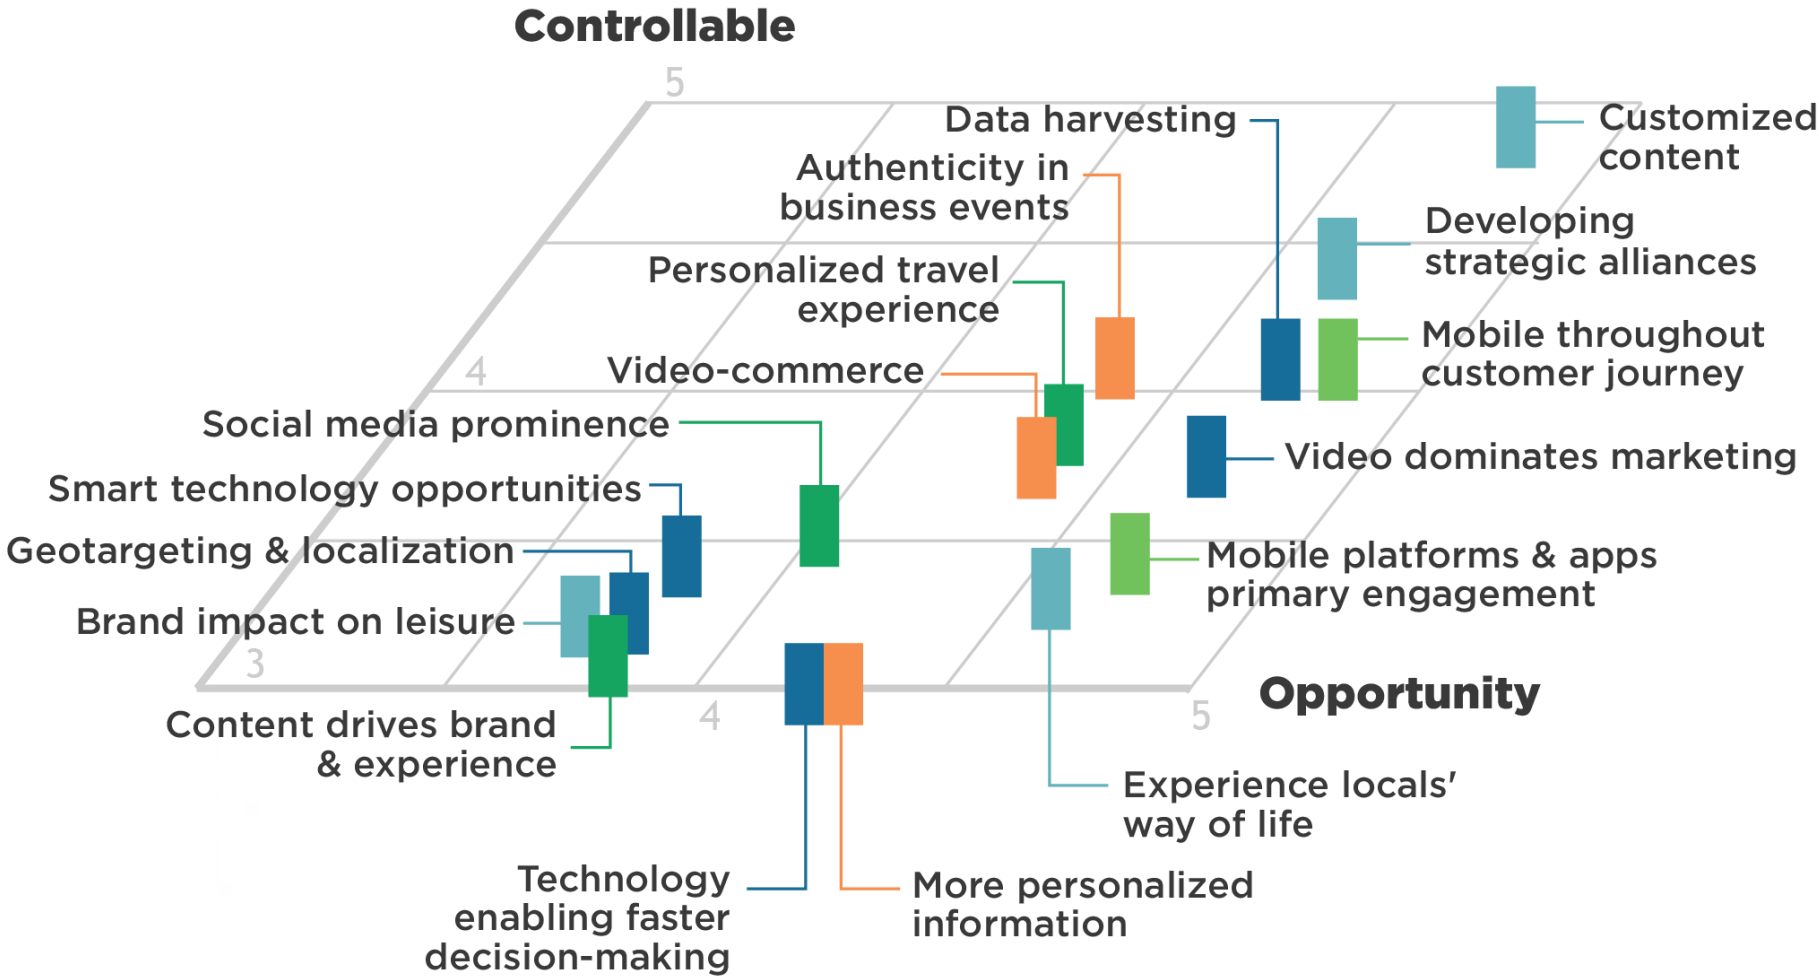 Controllable
5
Data harvesting
Customized
content
Authenticity in
business events
Developing
strategic alliances
Personalized travel
experience
Mobile throughout
customer journey
Video-commerce
4
Social media prominence
Video dominates marketing
Smart technology opportunities
Geotargeting & localization
Mobile platforms & apps
primary engagement
Brand impact on leisure
3
Opportunity
4
5
Content drives brand
& experience
Experience locals'
way of life
Technology
enabling faster
decision-making
More personalized
information